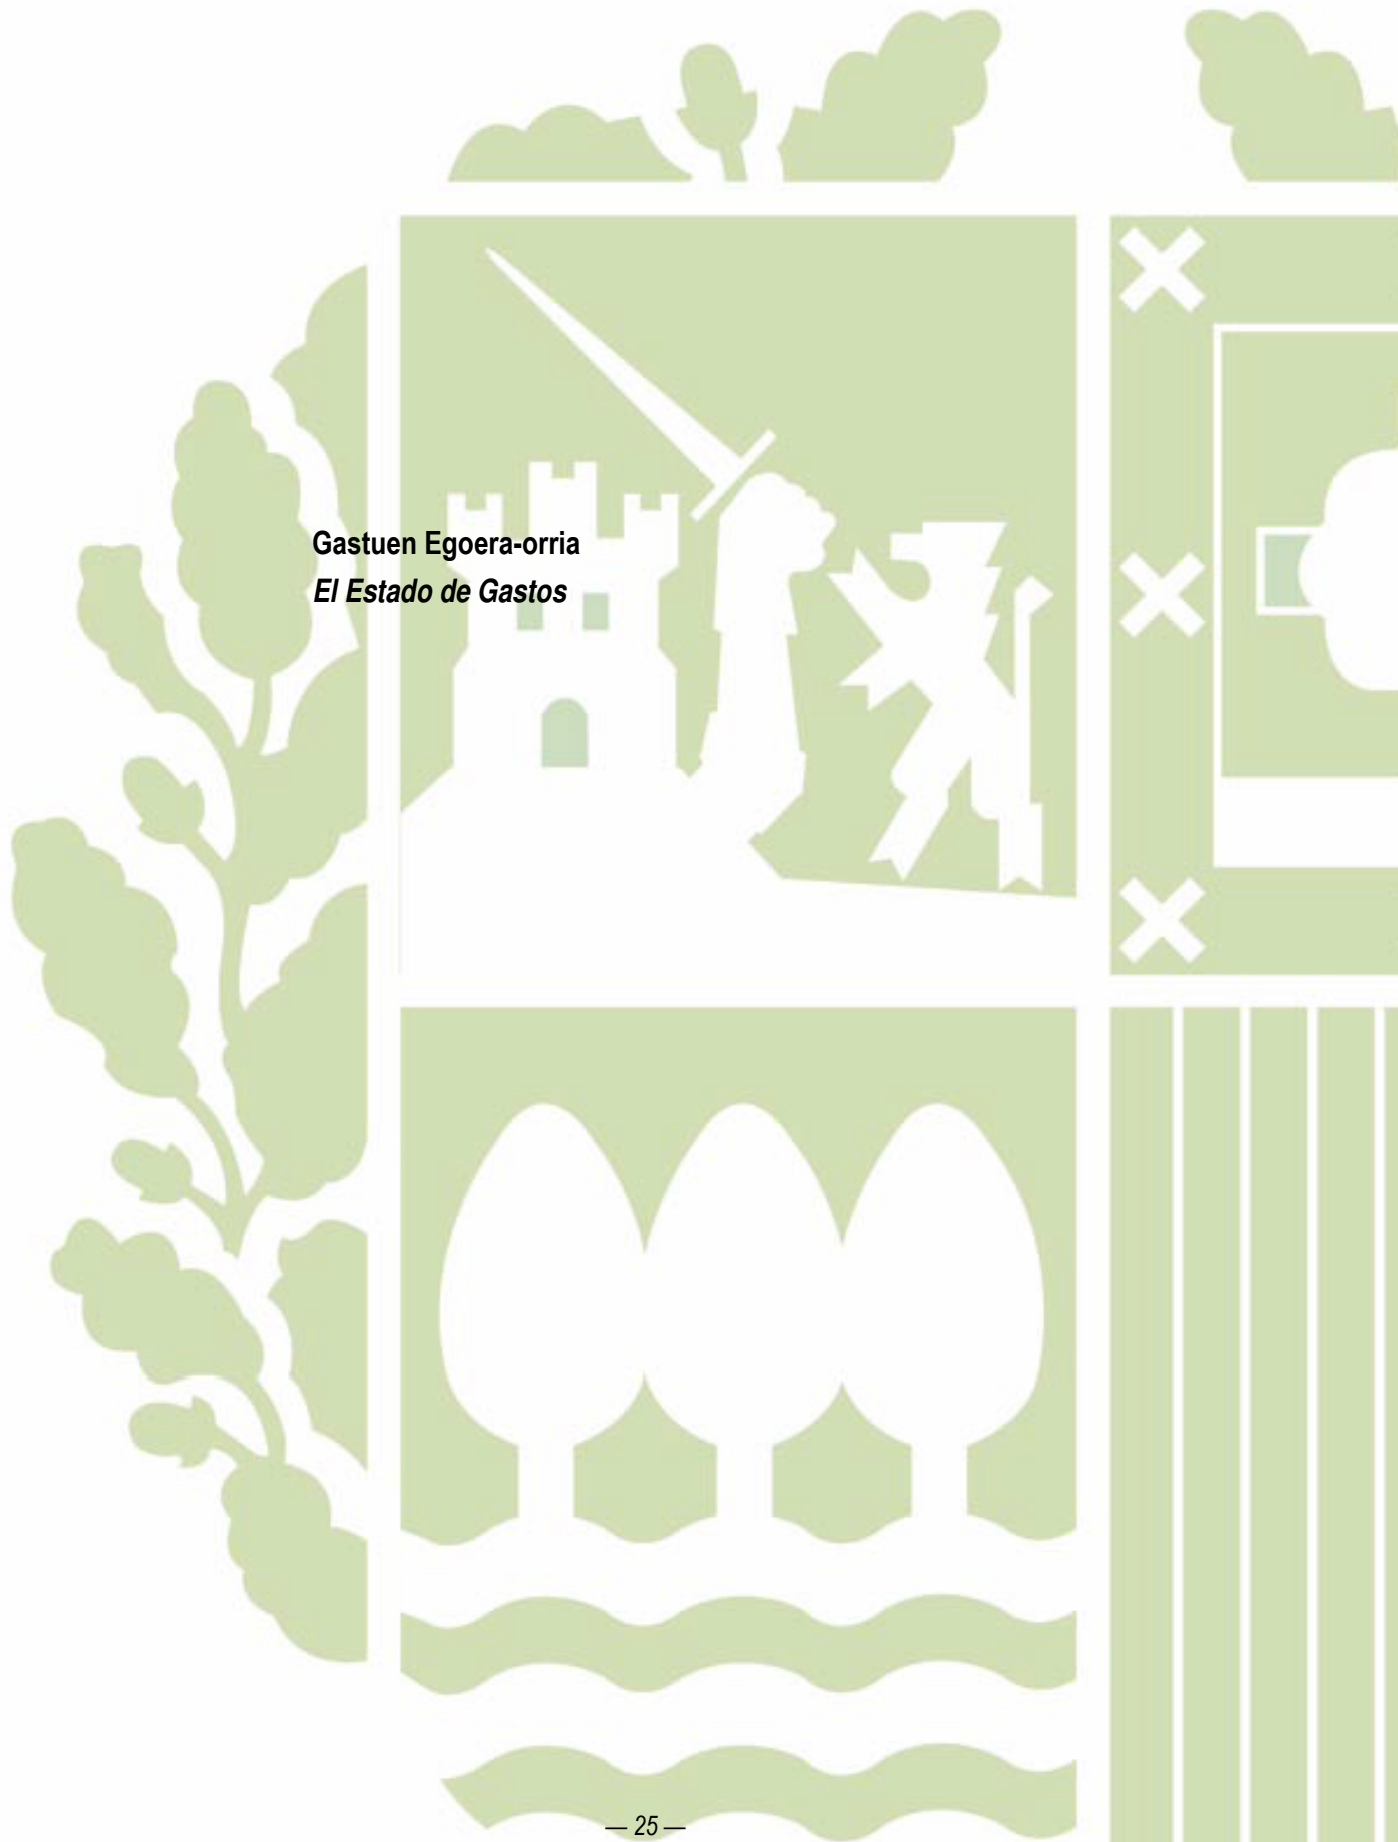 Gastuen Egoera-orria
El Estado de Gastos
— 25 —